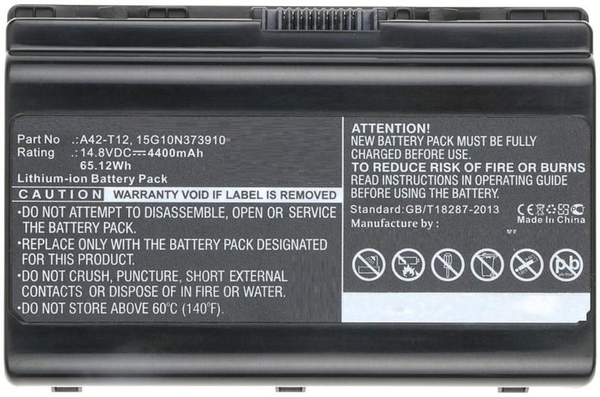 Part No .:A42-T12, 15G10N373910
Rating .:14.8VDC⎓4400mAh
65.12Wh
Lithium-ion Battery Pack
CAUTION WARRANTY VOID IF LABEL IS REMOVED
•DO NOT ATTEMPT TO DISASSEMBLE, OPEN OR SERVICE
THE BATTERY PACK.
•REPLACE ONLY WITH THE BATTERY PACK DESIGNATED
FOR THIS PRODUCT.
•DO NOT CRUSH, PUNCTURE, SHORT EXTERNAL
CONTACTS OR DISPOSE OF IN FIRE OR WATER.
•DO NOT STORE ABOVE 60℃ (140℉).
ATTENTION!
NEW BATTERY PACK MUST BE FULLY
CHARGED BEFORE USE.
TO REDUCE RISK OF FIRE OR BURNS
READ INSTRUCTIONS IN OPERATING GUIDE
BEFORE USING THE BATTERY.
Standard:GB/T18287-2013
CE
Made In China
Manufacture by :
pb